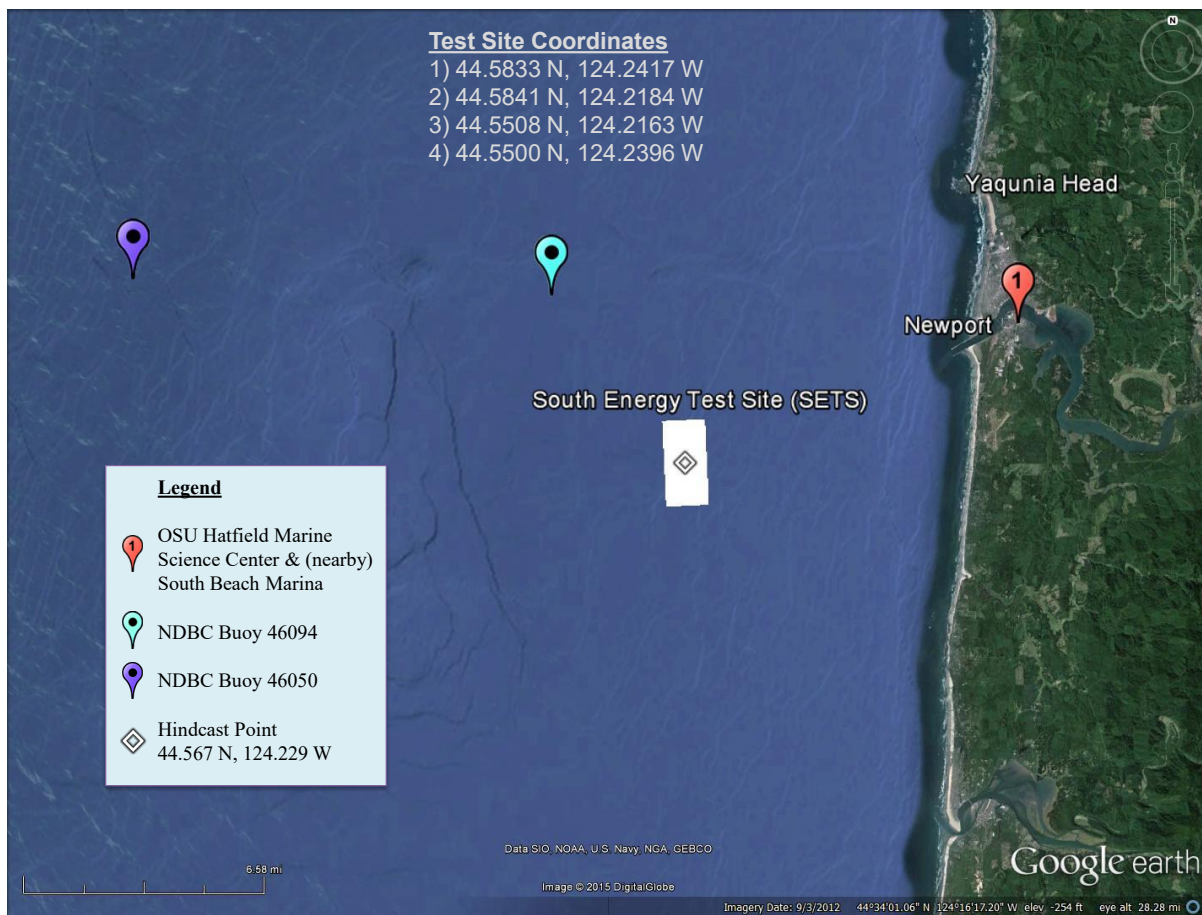 Test Site Coordinates
1) 44.5833 N, 124.2417 W
2) 44.5841 N, 124.2184 W
3) 44.5508 N, 124.2163 W
4) 44.5500 N, 124.2396 W
N
Yaqunia Head
1
Newport
South Energy Test Site (SETS)
Legend
1
OSU Hatfield Marine
Science Center & (nearby)
South Beach Marina
NDBC Buoy 46094
NDBC Buoy 46050
Hindcast Point
44.567 N, 124.229 W
Data SIO, NOAA, U.S. Navy, NGA, GEBCO
Google earth
6.58 mi
Image © 2015 DigitalGlobe
Imagery Date: 9/3/2012 44°34'01.06" N 124°16'17.20" W elev -254 ft eye alt 28.28 mi